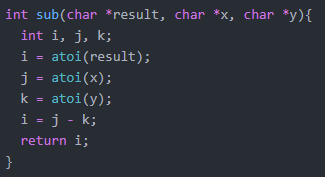 int sub(char *result, char *x, char *y){
  int i, j, k;
  i = atoi(result);
  j = atoi(x);
  k = atoi(y);
  i = j - k;
  return i;
}